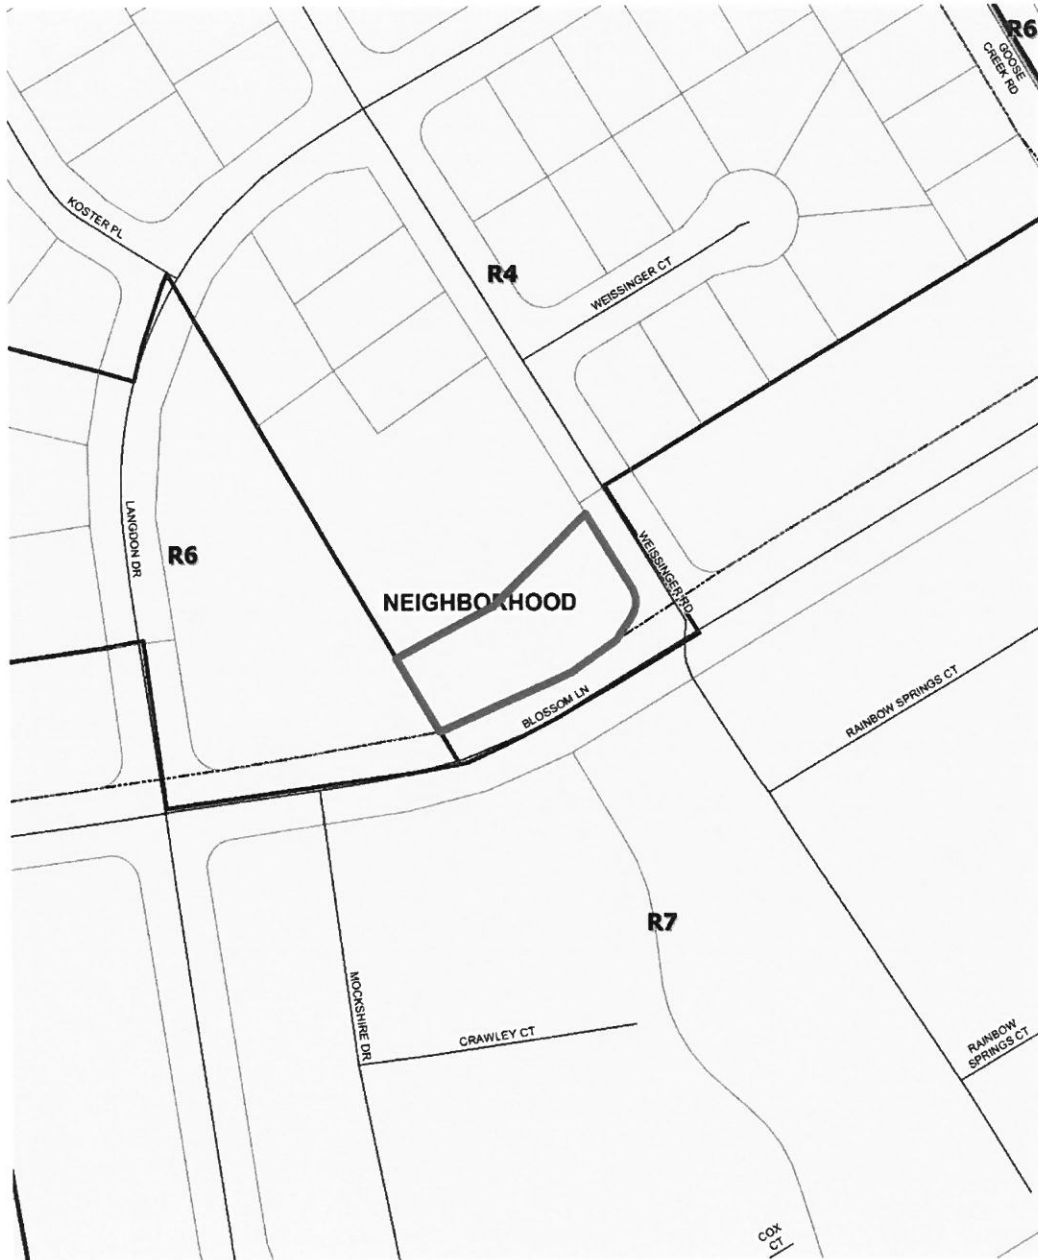 R6
GOOSE
CREEK RD
KOSTER PL
R4
WEISSINGER CT
LANGDON DR
R6
WEISSINGER RD
NEIGHBORHOOD
BLOSSOM LN
RAINBOW SPRINGS CT
R7
MOCKSHIRE DR
CRAWLEY CT
RAINBOW
SPRINGS CT
COX
CT